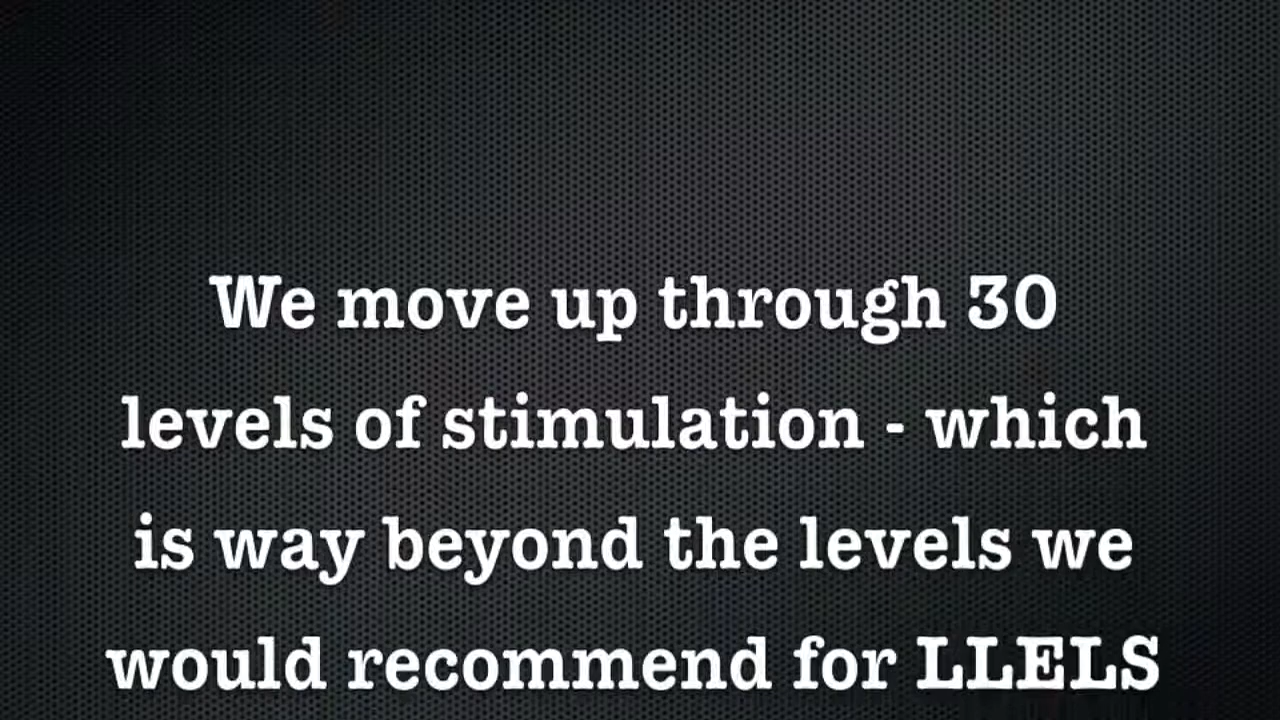 We move up through 30
levels of stimulation - which
is way beyond the levels we
would recommend for LLELS